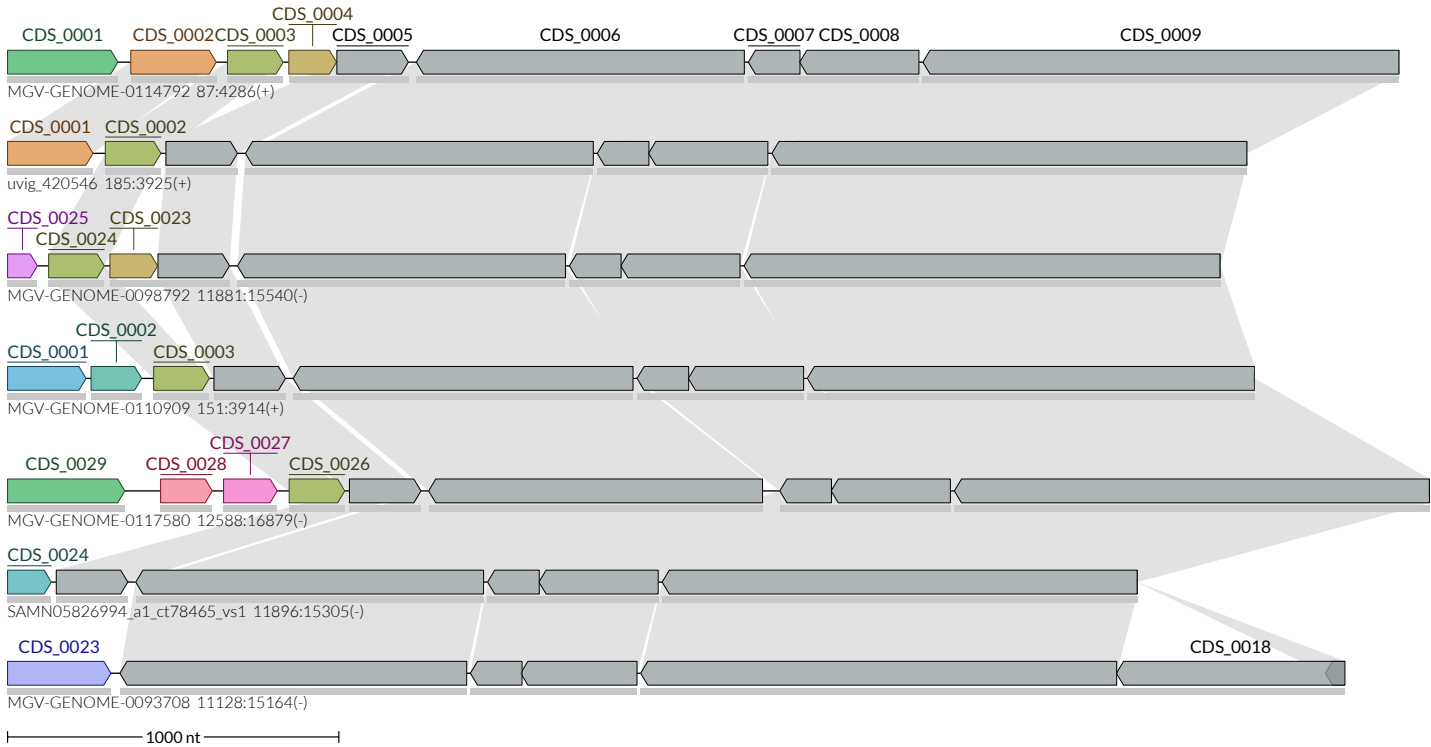 CDS_0004
CDS_0001 CDS_0002 CDS_0003 CDS_0005 CDS_0006 CDS_0007 CDS_0008 CDS_0009
MGV-GENOME-0114792 87:4286(+)
CDS_0001 CDS_0002
uvig_420546 185:3925(+)
CDS_0025 CDS_0023
CDS_0024
MGV-GENOME-0098792 11881:15540(-)
CDS_0002
CDS_0001 CDS_0003
MGV-GENOME-0110909 151:3914(+)
CDS_0027
CDS_0029 CDS_0028 CDS_0026
MGV-GENOME-0117580 12588:16879(-)
CDS_0024
SAMN05826994_a1_ct78465_vs1 11896:15305(-)
CDS_0023 CDS_0018
MGV-GENOME-0093708 11128:15164(-)
1000 nt